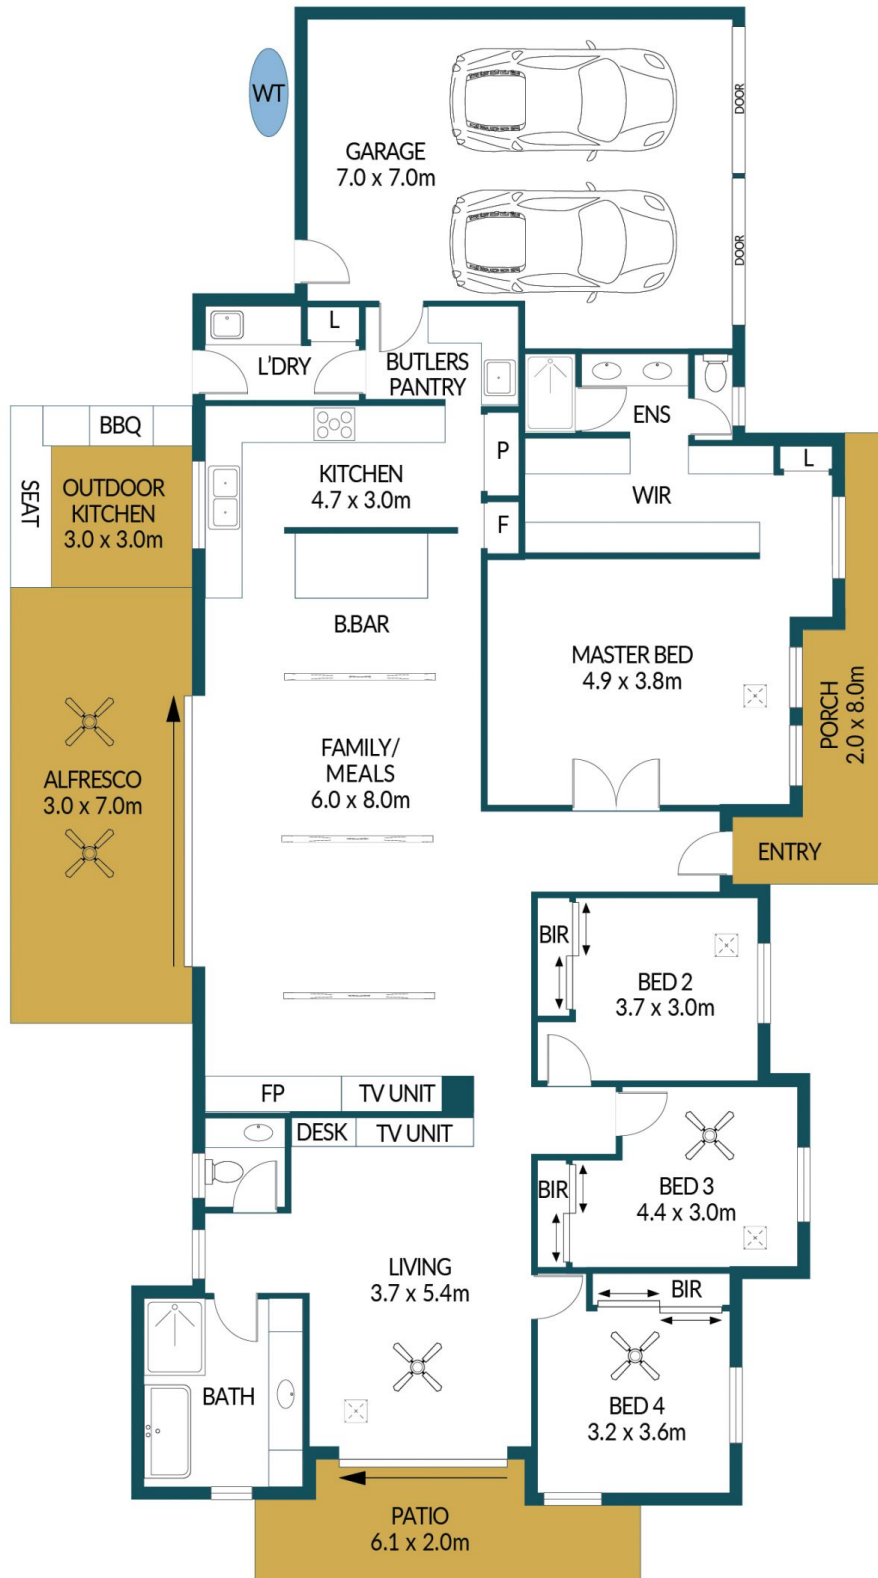 WT
GARAGE
7.0 x 7.0m
DOOR
DOOR
L
L'DRY
BUTLERS
PANTRY
ENS
BBQ
SEAT
OUTDOOR
KITCHEN
3.0 x 3.0m
KITCHEN
4.7 x 3.0m
P
F
WIR
L
B.BAR
MASTER BED
4.9 x 3.8m
PORCH
2.0 x 8.0m
ALFRESCO
3.0 x 7.0m
FAMILY/
MEALS
6.0 x 8.0m
ENTRY
BIR
BED 2
3.7 x 3.0m
FP
TV UNIT
DESK
TV UNIT
BIR
BED 3
4.4 x 3.0m
LIVING
3.7 x 5.4m
BIR
BATH
BED 4
3.2 x 3.6m
PATIO
6.1 x 2.0m